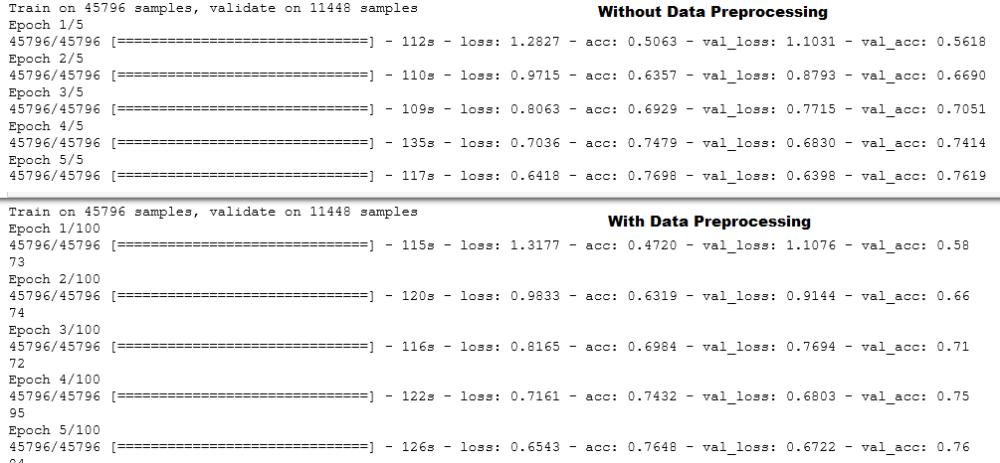 Train on 45796 samples, validate on 11448 samples
Without Data Preprocessing
Epoch 1/5
45796/45796 [==============================] - 112s - loss: 1.2827 - acc: 0.5063 - val_loss: 1.1031 - val_acc: 0.5618
Epoch 2/5
45796/45796 [==============================] - 110s - loss: 0.9715 - acc: 0.6357 - val_loss: 0.8793 - val_acc: 0.6690
Epoch 3/5
45796/45796 [==============================] - 109s - loss: 0.8063 - acc: 0.6929 - val_loss: 0.7715 - val_acc: 0.7051
Epoch 4/5
45796/45796 [==============================] - 135s - loss: 0.7036 - acc: 0.7479 - val_loss: 0.6830 - val_acc: 0.7414
Epoch 5/5
45796/45796 [==============================] - 117s - loss: 0.6418 - acc: 0.7698 - val_loss: 0.6398 - val_acc: 0.7619
Train on 45796 samples, validate on 11448 samples
With Data Preprocessing
Epoch 1/100
45796/45796 [==============================] - 115s - loss: 1.3177 - acc: 0.4720 - val_loss: 1.1076 - val_acc: 0.58
73
Epoch 2/100
45796/45796 [==============================] - 120s - loss: 0.9833 - acc: 0.6319 - val_loss: 0.9144 - val_acc: 0.66
74
Epoch 3/100
45796/45796 [==============================] - 116s - loss: 0.8165 - acc: 0.6984 - val_loss: 0.7694 - val_acc: 0.71
72
Epoch 4/100
45796/45796 [==============================] - 122s - loss: 0.7161 - acc: 0.7432 - val_loss: 0.6803 - val_acc: 0.75
95
Epoch 5/100
45796/45796 [==============================] - 126s - loss: 0.6543 - acc: 0.7648 - val_loss: 0.6722 - val_acc: 0.76